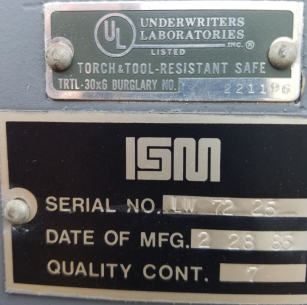 UL
UNDERWRITERS
LABORATORIES
INC.®
LISTED
TORCH & TOOL-RESISTANT SAFE
TRTL-30x6 BURGLARY NO. 221196
ISM
SERIAL NO. LW 72 25
DATE OF MFG. 2 28 85
QUALITY CONT. 7